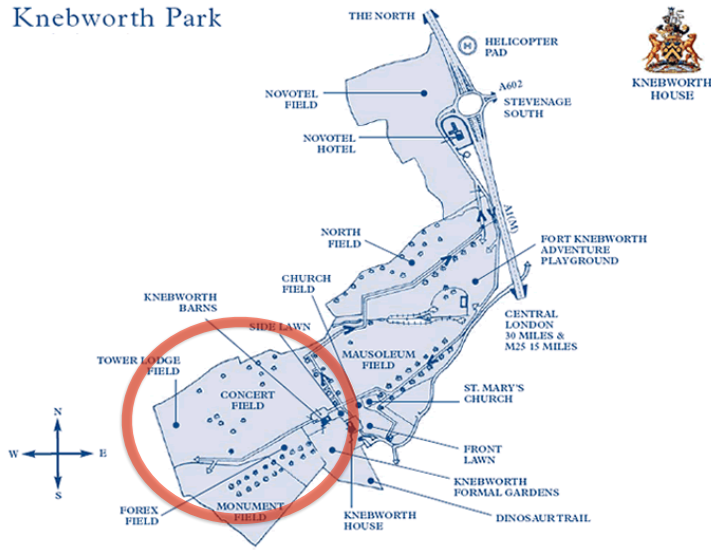 Knebworth Park
THE NORTH
HELICOPTER
PAD
KNEBWORTH
HOUSE
A602
STEVENAGE
SOUTH
NOVOTEL
FIELD
NOVOTEL
HOTEL
A1(M)
NORTH
FIELD
FORT KNEBWORTH
ADVENTURE
PLAYGROUND
CHURCH
FIELD
KNEBWORTH
BARNS
SIDE LAWN
CENTRAL
LONDON
30 MILES &
M25 15 MILES
MAUSOLEUM
FIELD
TOWER LODGE
FIELD
CONCERT
FIELD
ST. MARY'S
CHURCH
N
W
E
S
FRONT
LAWN
KNEBWORTH
FORMAL GARDENS
FOREX
FIELD
MONUMENT
FIELD
KNEBWORTH
HOUSE
DINOSAUR TRAIL
H